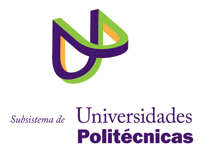 Subsistema de Universidades
Politécnicas